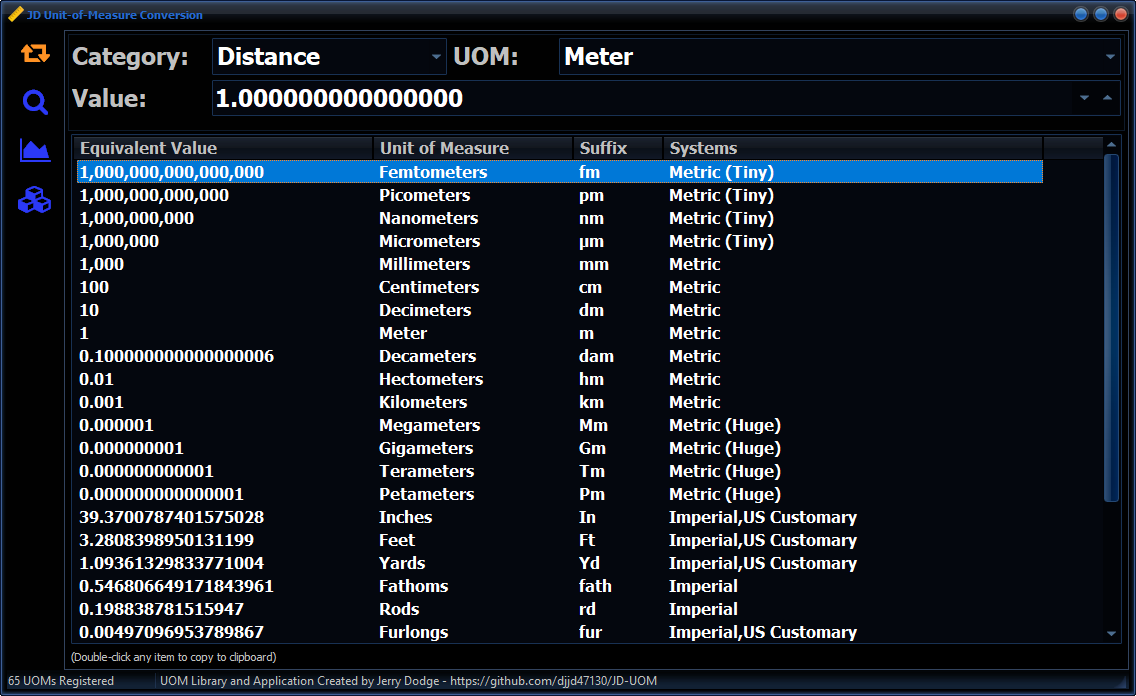 JD Unit-of-Measure Conversion
Category: Distance UOM: Meter
Value: 1.000000000000000
Equivalent Value Unit of Measure Suffix Systems
1,000,000,000,000,000 Femtometers fm Metric (Tiny)
1,000,000,000,000 Picometers pm Metric (Tiny)
1,000,000,000 Nanometers nm Metric (Tiny)
1,000,000 Micrometers µm Metric (Tiny)
1,000 Millimeters mm Metric
100 Centimeters cm Metric
10 Decimeters dm Metric
1 Meter m Metric
0.100000000000000006 Decameters dam Metric
0.01 Hectometers hm Metric
0.001 Kilometers km Metric
0.000001 Megameters Mm Metric (Huge)
0.000000001 Gigameters Gm Metric (Huge)
0.000000000001 Terameters Tm Metric (Huge)
0.000000000000001 Petameters Pm Metric (Huge)
39.3700787401575028 Inches In Imperial,US Customary
3.2808398950131199 Feet Ft Imperial,US Customary
1.09361329833771004 Yards Yd Imperial,US Customary
0.546806649171843961 Fathoms fath Imperial
0.198838781515947 Rods rd Imperial
0.00497096953789867 Furlongs fur Imperial,US Customary
(Double-click any item to copy to clipboard)
65 UOMs Registered UOM Library and Application Created by Jerry Dodge - https://github.com/djjd47130/JD-UOM